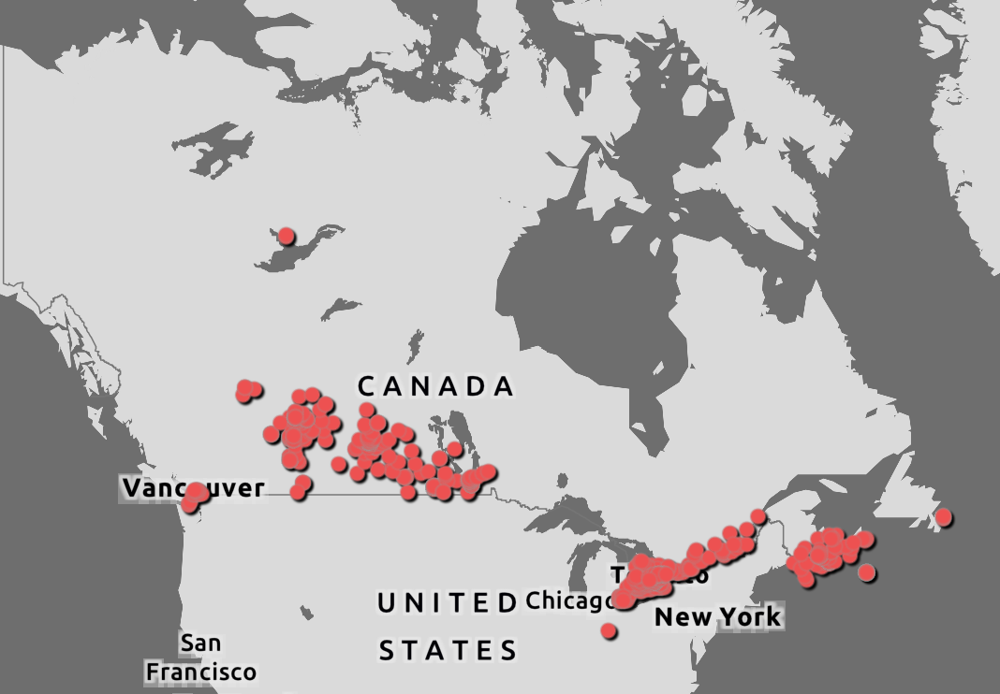 CANADA
Vancouver
T o
UNITED
STATES
Chicago
New York
San
Francisco